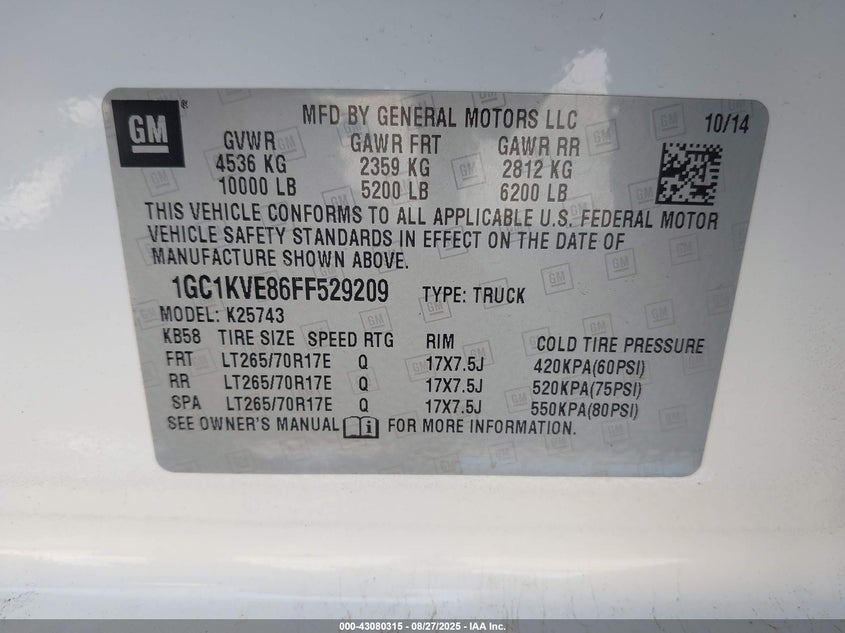 GM
MFD BY GENERAL MOTORS LLC
10/14
GVWR GAWR FRT GAWR RR
4536 KG 2359 KG 2812 KG
10000 LB 5200 LB 6200 LB
THIS VEHICLE CONFORMS TO ALL APPLICABLE U.S. FEDERAL MOTOR
VEHICLE SAFETY STANDARDS IN EFFECT ON THE DATE OF
MANUFACTURE SHOWN ABOVE.
1GC1KVE86FF529209 TYPE: TRUCK
MODEL: K25743
KB58 TIRE SIZE SPEED RTG RIM COLD TIRE PRESSURE
FRT LT265/70R17E Q 17X7.5J 420KPA(60PSI)
RR LT265/70R17E Q 17X7.5J 520KPA(75PSI)
SPA LT265/70R17E Q 17X7.5J 550KPA(80PSI)
SEE OWNER'S MANUAL i FOR MORE INFORMATION.
000-43080315 - 08/27/2025 - IAA Inc.